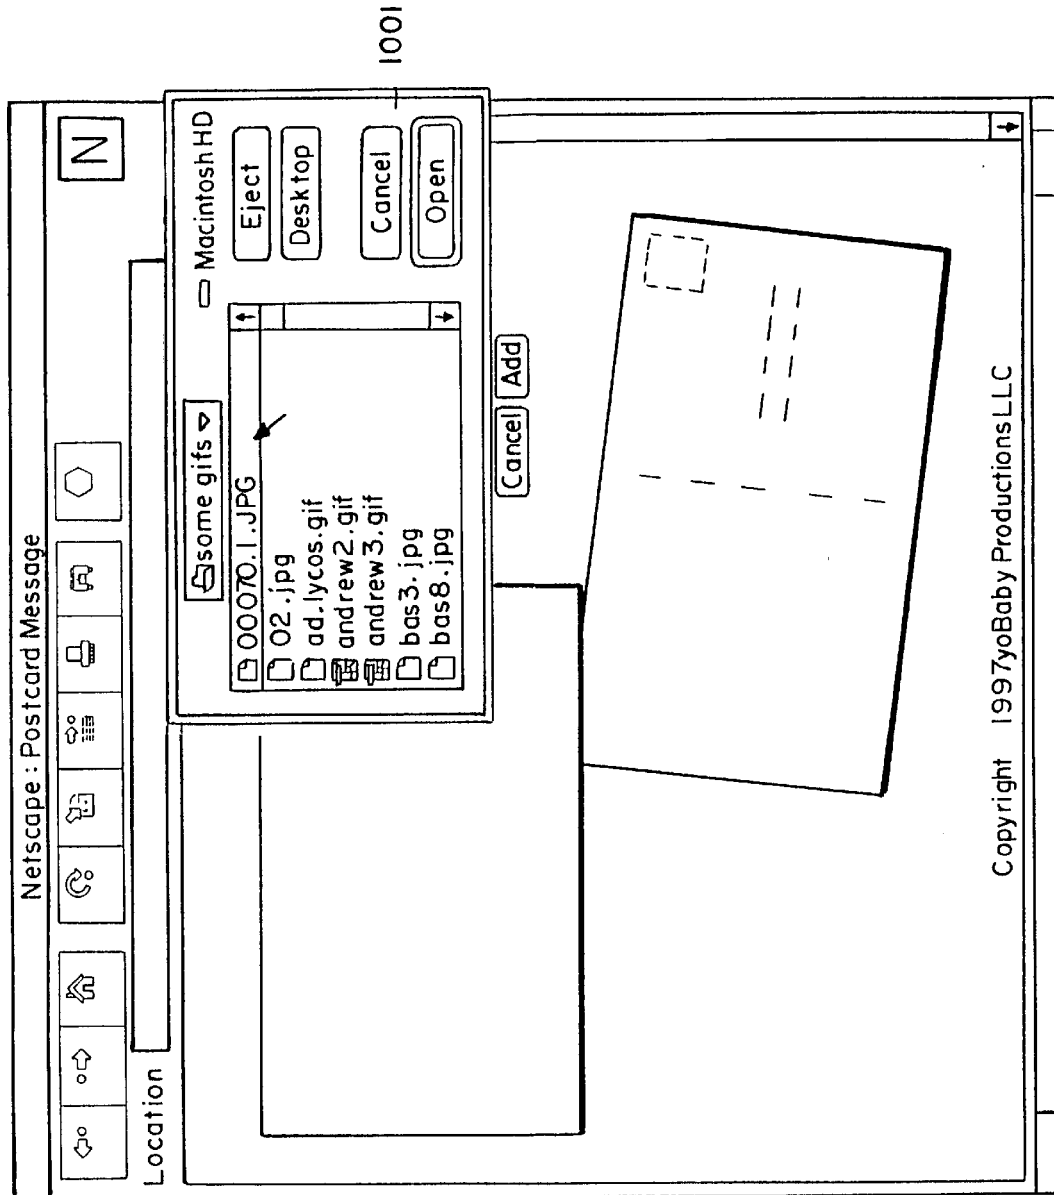 Netscape : Postcard Message
N
Location
some gifs
Macintosh HD
00070.1.JPG
02.jpg
ad.lycos.gif
andrew2.gif
andrew3.gif
bas3.jpg
bas8.jpg
Eject
Desktop
Cancel
Open
1001
Cancel Add
Copyright 1997yoBaby Productions LLC